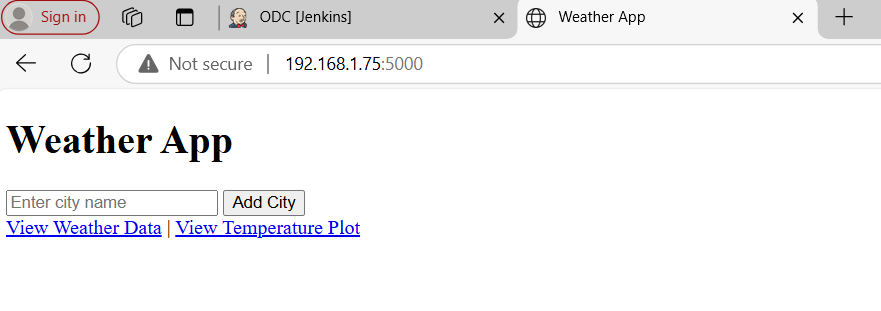 Sign in
ODC [Jenkins]
Weather App
Not secure | 192.168.1.75:5000
Weather App
Enter city name Add City
View Weather Data | View Temperature Plot